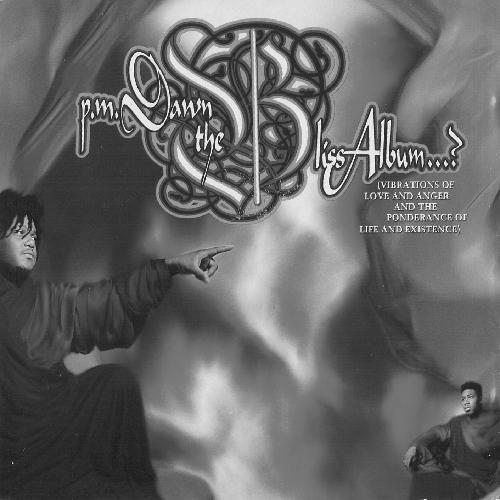 p.m. Dawn
the
Bliss Album...?
(VIBRATIONS OF
LOVE AND ANGER
AND THE
PONDERANCE OF
LIFE AND EXISTENCE)